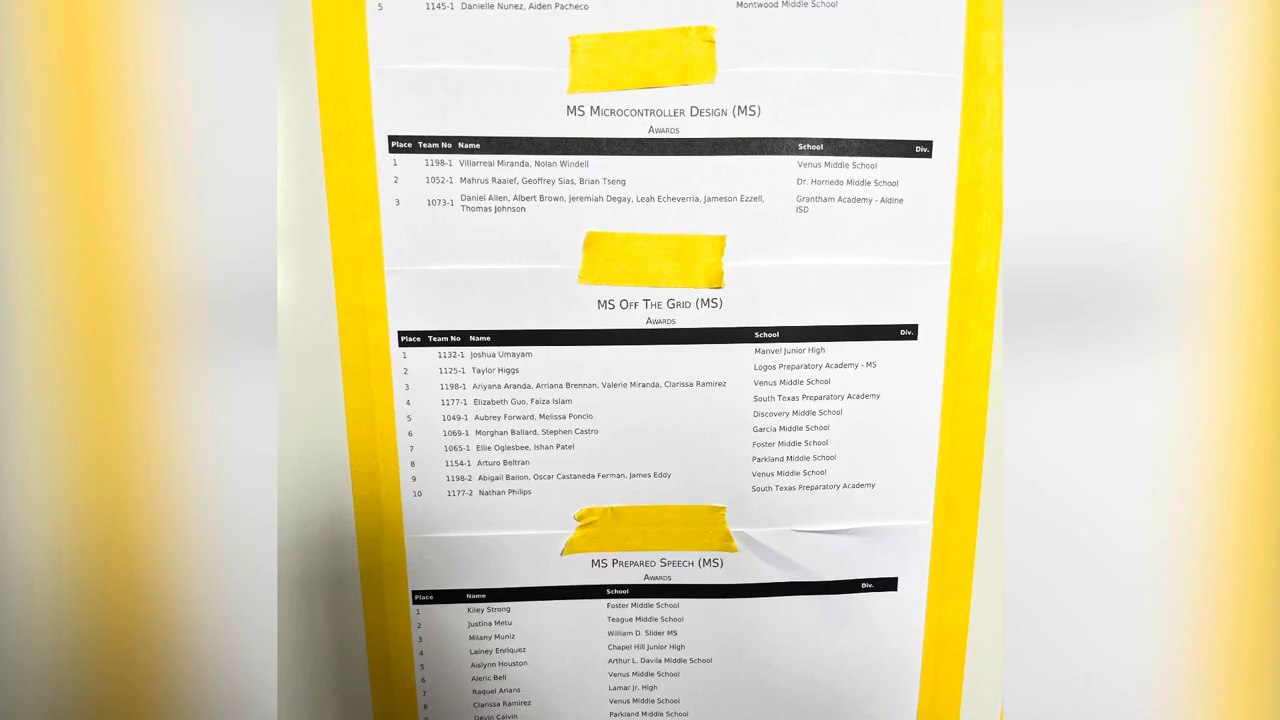 5 1145-1 Danielle Nunez, Aiden Pacheco Montwood Middle School
MS Microcontroller Design (MS)
Awards
Place Team No Name School Div.
1 1198-1 Villarreal Miranda, Nolan Windell Venus Middle School
2 1052-1 Mahrus Raaief, Geoffrey Sias, Brian Tseng Dr. Hornedo Middle School
3 1073-1 Daniel Allen, Albert Brown, Jeremiah Degay, Leah Echeverria, Jameson Ezzell, Grantham Academy - Aldine
Thomas Johnson ISD
MS Off The Grid (MS)
Awards
Place Team No Name School Div.
1 1132-1 Joshua Umayam Manvel Junior High
2 1125-1 Taylor Higgs Logos Preparatory Academy - MS
3 1198-1 Ariyana Aranda, Arriana Brennan, Valerie Miranda, Clarissa Ramirez Venus Middle School
4 1177-1 Elizabeth Guo, Faiza Islam South Texas Preparatory Academy
5 1049-1 Aubrey Forward, Melissa Poncio Discovery Middle School
6 1069-1 Morghan Ballard, Stephen Castro Garcia Middle School
7 1065-1 Ellie Oglesbee, Ishan Patel Foster Middle School
8 1154-1 Arturo Beltran Parkland Middle School
9 1198-2 Abigail Bailon, Oscar Castaneda Ferman, James Eddy Venus Middle School
10 1177-2 Nathan Philips South Texas Preparatory Academy
MS Prepared Speech (MS)
Awards
Place Name School Div.
1 Kiley Strong Foster Middle School
2 Justina Metu Teague Middle School
3 Milany Muniz William D. Slider MS
4 Lainey Enriquez Chapel Hill Junior High
5 Aislynn Houston Arthur L. Davila Middle School
6 Aleric Bell Venus Middle School
7 Raquel Arians Lamar Jr. High
8 Clarissa Ramirez Venus Middle School
Devin Calvin Parkland Middle School